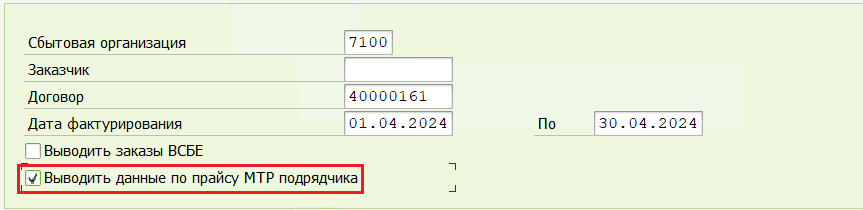 Сбытовая организация 7100
Заказчик
Договор 40000161
Дата фактурирования 01.04.2024 По 30.04.2024
Выводить заказы ВСБЕ
Выводить данные по прайсу МТР подрядчика